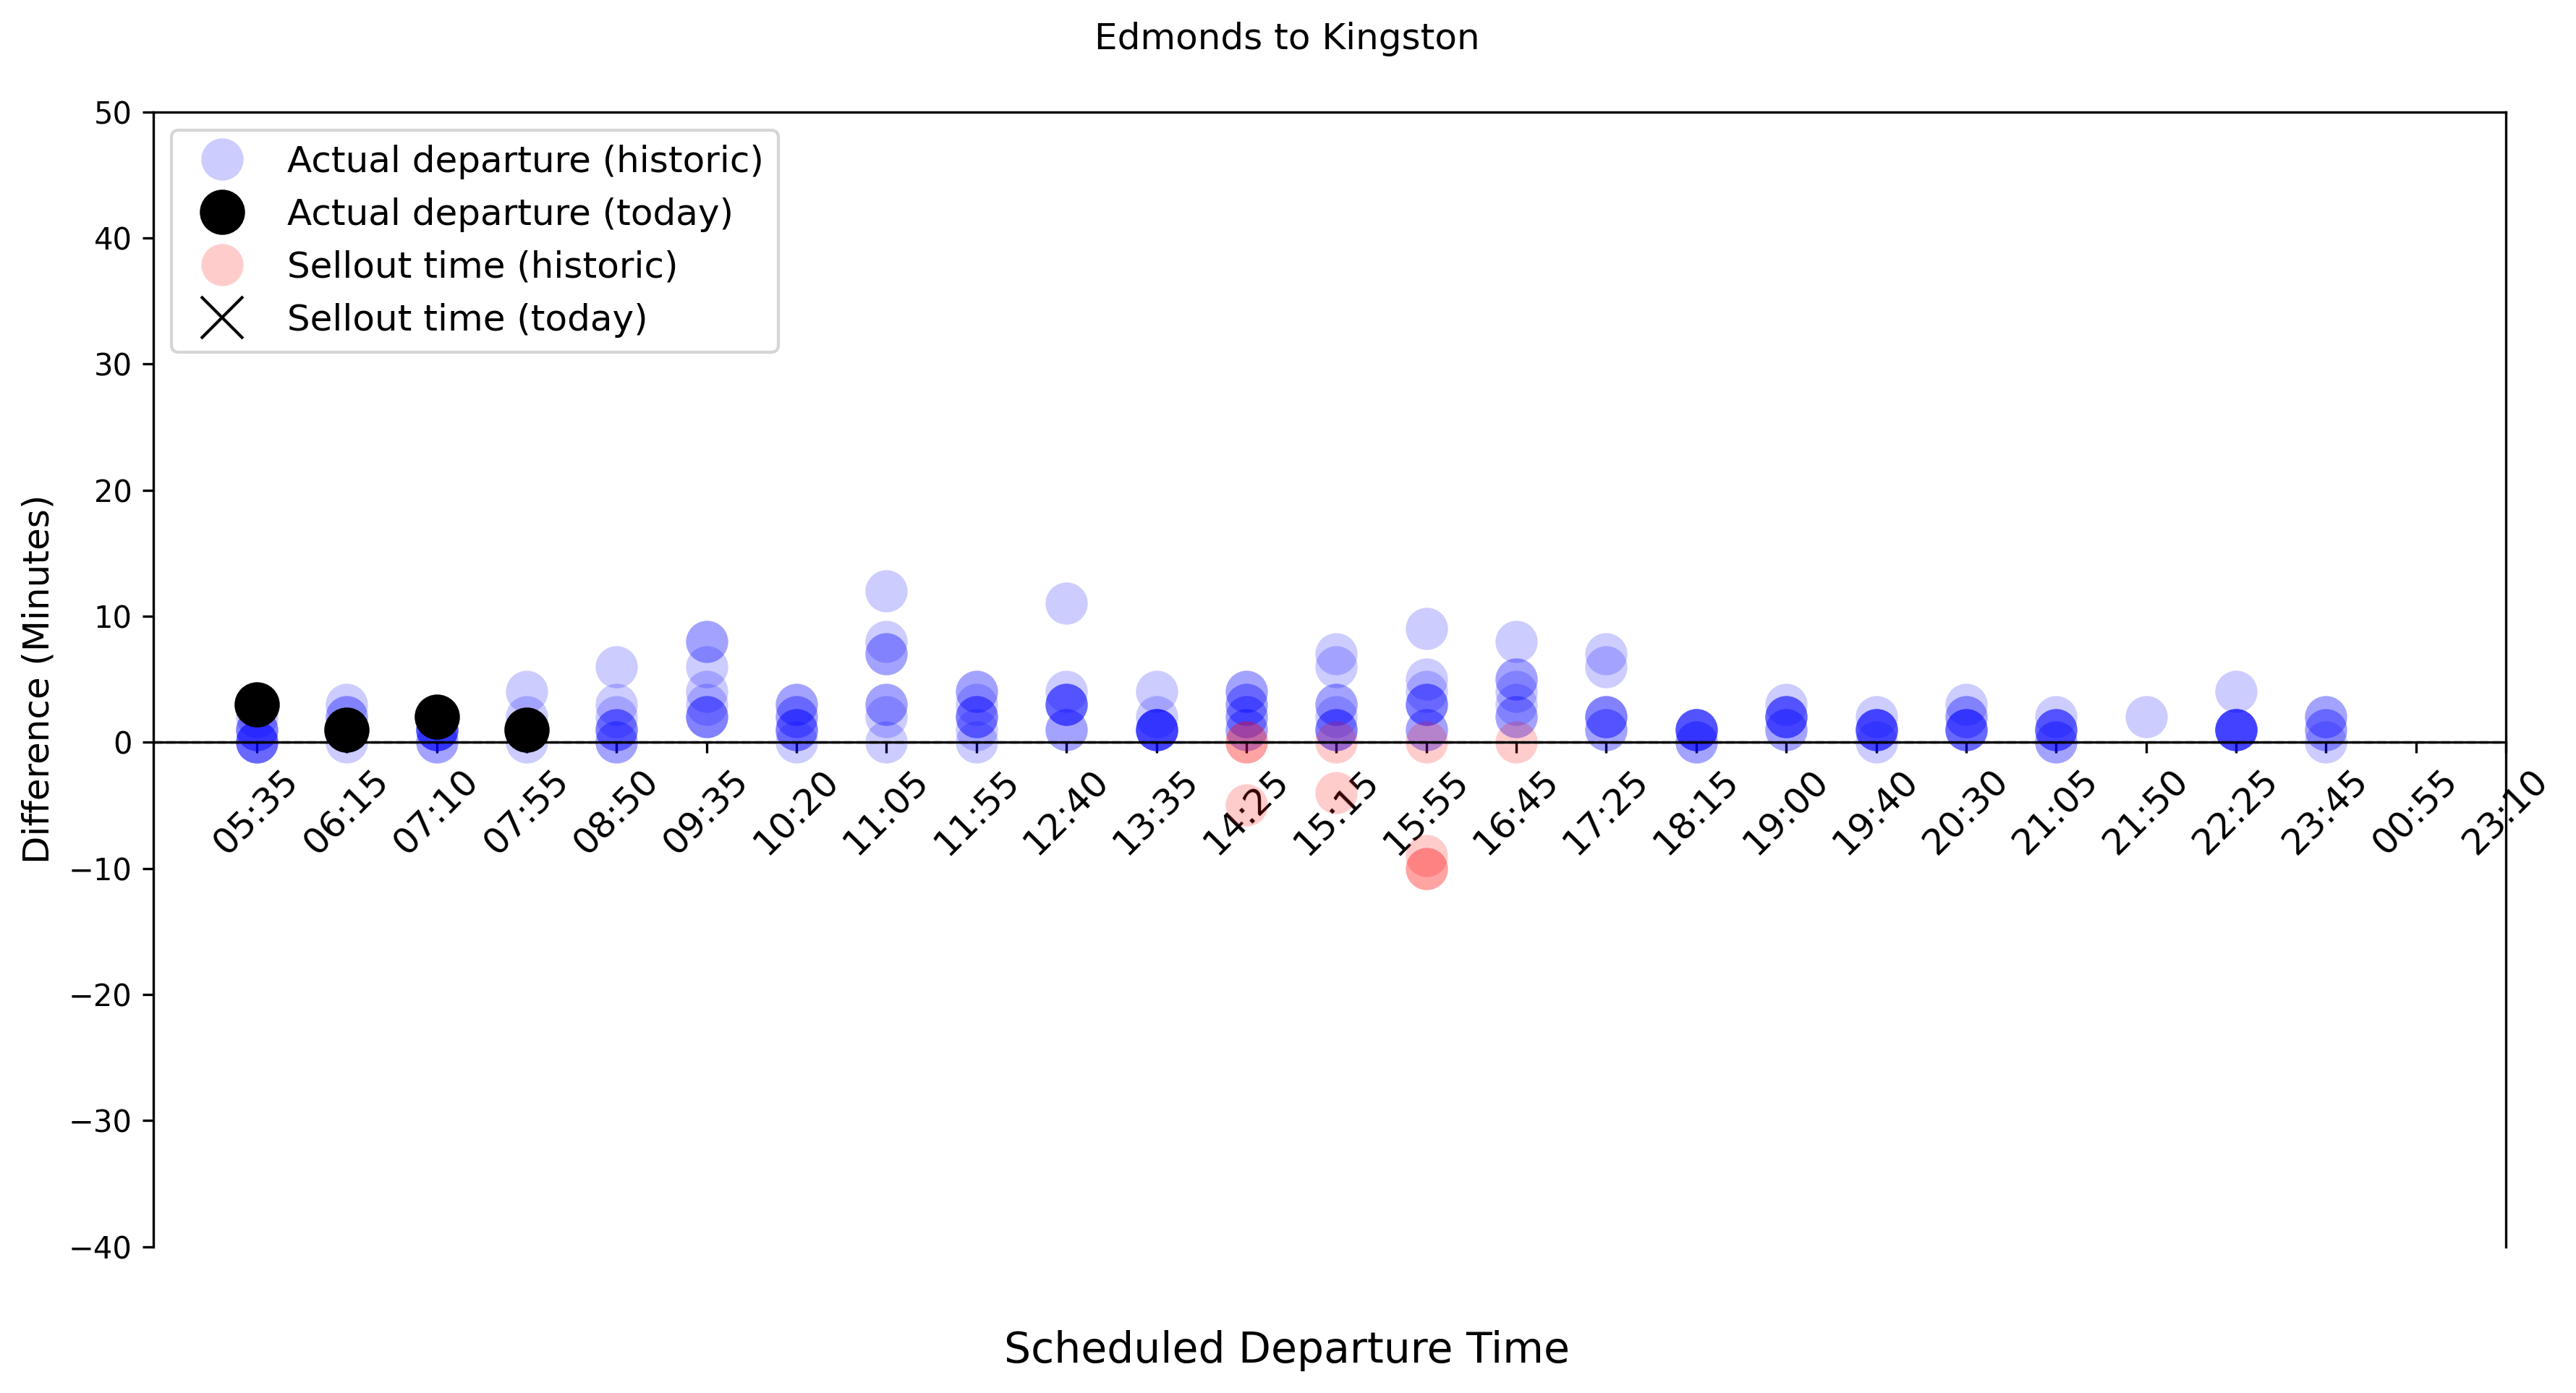 Edmonds to Kingston
50
40
30
20
10
0
−10
−20
−30
−40
Difference (Minutes)
Actual departure (historic)
Actual departure (today)
Sellout time (historic)
Sellout time (today)
05:35 06:15 07:10 07:55 08:50 09:35 10:20 11:05 11:55 12:40 13:35 14:25 15:15 15:55 16:45 17:25 18:15 19:00 19:40 20:30 21:05 21:50 22:25 23:45 00:55 23:10
Scheduled Departure Time